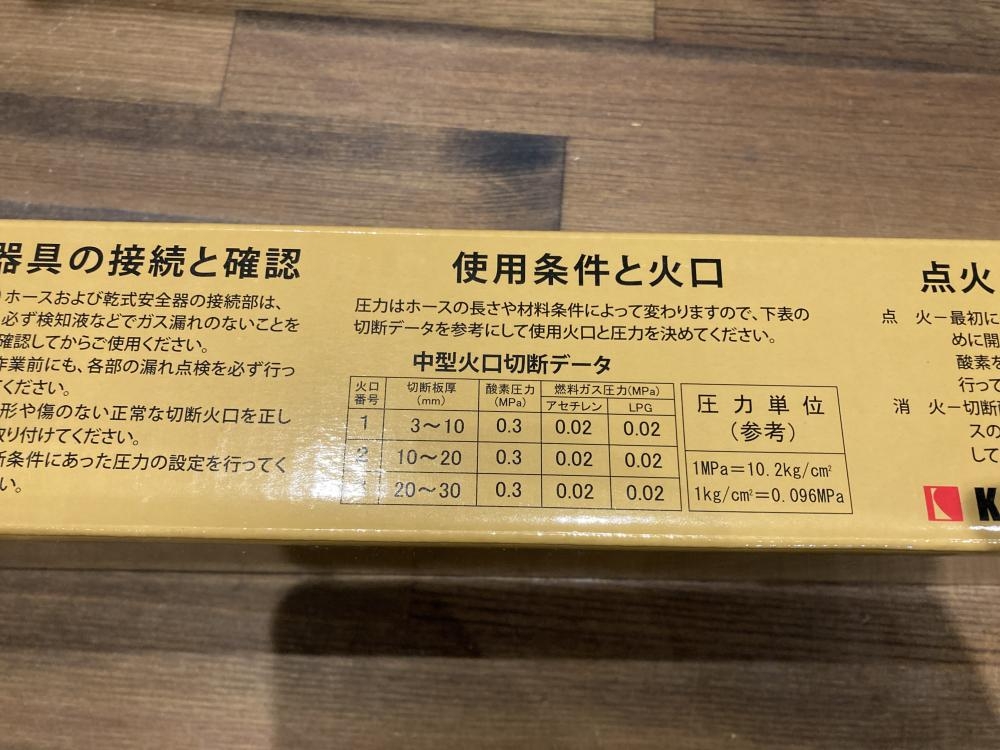 器具の接続と確認
ホースおよび乾式安全器の接続部は、
必ず検知液などでガス漏れのないことを
確認してからご使用ください。
作業前にも、各部の漏れ点検を必ず行っ
てください。
形や傷のない正常な切断火口を正し
取り付けてください。
断条件にあった圧力の設定を行ってく
い。
使用条件と火口
圧力はホースの長さや材料条件によって変わりますので、下表の
切断データを参考にして使用火口と圧力を決めてください。
中型火口切断データ
火口番号 切断板厚(mm) 酸素圧力(MPa) 燃料ガス圧力(MPa)
アセチレン LPG
1 3〜10 0.3 0.02 0.02
2 10〜20 0.3 0.02 0.02
20〜30 0.3 0.02 0.02
圧力単位
(参考)
1MPa=10.2kg/cm²
1kg/cm²=0.096MPa
点火
点 火ー最初に
めに開
酸素を
行って
消 火ー切断
スの
して
K